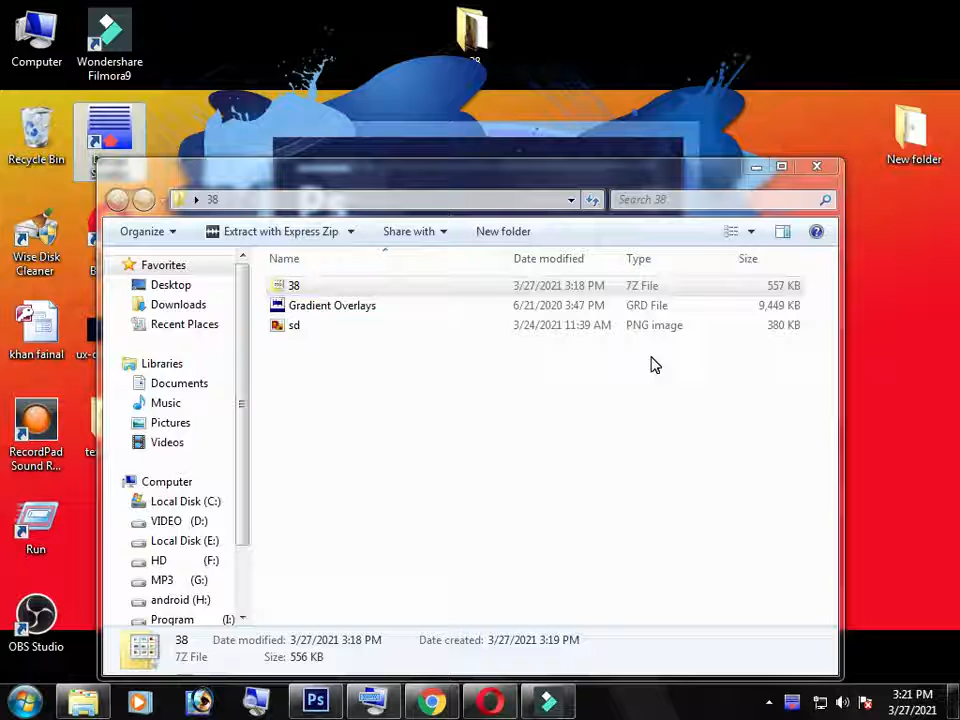 Computer
Wondershare
Filmora9
38
Recycle Bin
New folder
Ps
38
Search 38
Organize
Extract with Express Zip
Share with
New folder
Name
Date modified
Type
Size
Favorites
Desktop
Downloads
Recent Places
Libraries
Documents
Music
Pictures
Videos
Computer
Local Disk (C:)
VIDEO (D:)
Local Disk (E:)
HD (F:)
MP3 (G:)
android (H:)
Program (I:)
38 3/27/2021 3:18 PM 7Z File 557 KB
Gradient Overlays 6/21/2020 3:47 PM GRD File 9,449 KB
sd 3/24/2021 11:39 AM PNG image 380 KB
Wise Disk
Cleaner
khan fainal
ux-c
RecordPad
Sound R...
Run
OBS Studio
38 Date modified: 3/27/2021 3:18 PM Date created: 3/27/2021 3:19 PM
7Z File Size: 556 KB
Ps
3:21 PM
3/27/2021